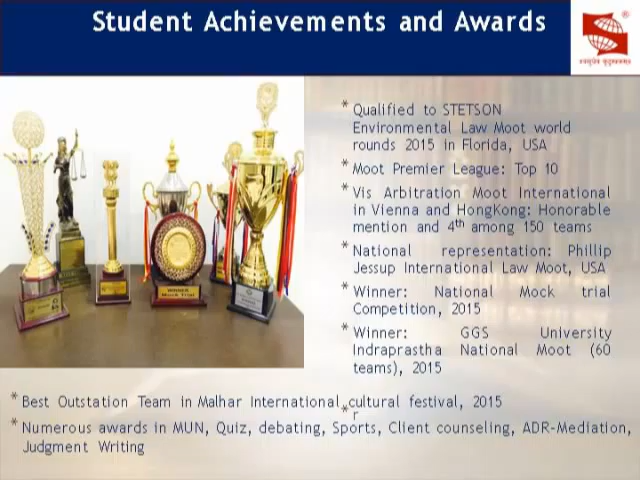 Student Achievements and Awards
®
* Qualified to STETSON
Environmental Law Moot world
rounds 2015 in Florida, USA
* Moot Premier League: Top 10
* Vis Arbitration Moot International
in Vienna and HongKong: Honorable
mention and 4th among 150 teams
* National representation: Phillip
Jessup International Law Moot, USA
* Winner: National Mock trial
Competition, 2015
* Winner: GGS University
Indraprastha National Moot (60
teams), 2015
WINNER
Mock Trial
* Best Outstation Team in Malhar International cultural festival, 2015
* r
* Numerous awards in MUN, Quiz, debating, Sports, Client counseling, ADR-Mediation,
Judgment Writing